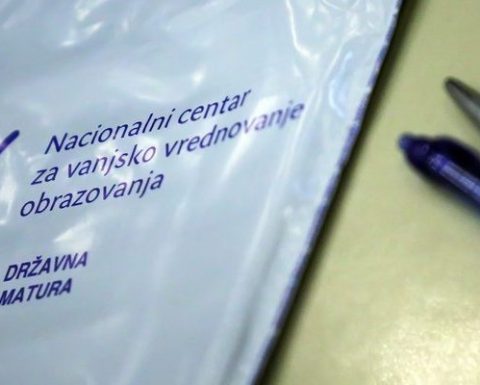 Nacionalni centar
za vanjsko vrednovanje
obrazovanja
DRŽAVNA
MATURA